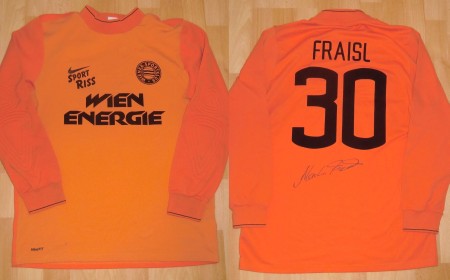 SPORT
RISS
WIEN
ENERGIE
FRAISL
30